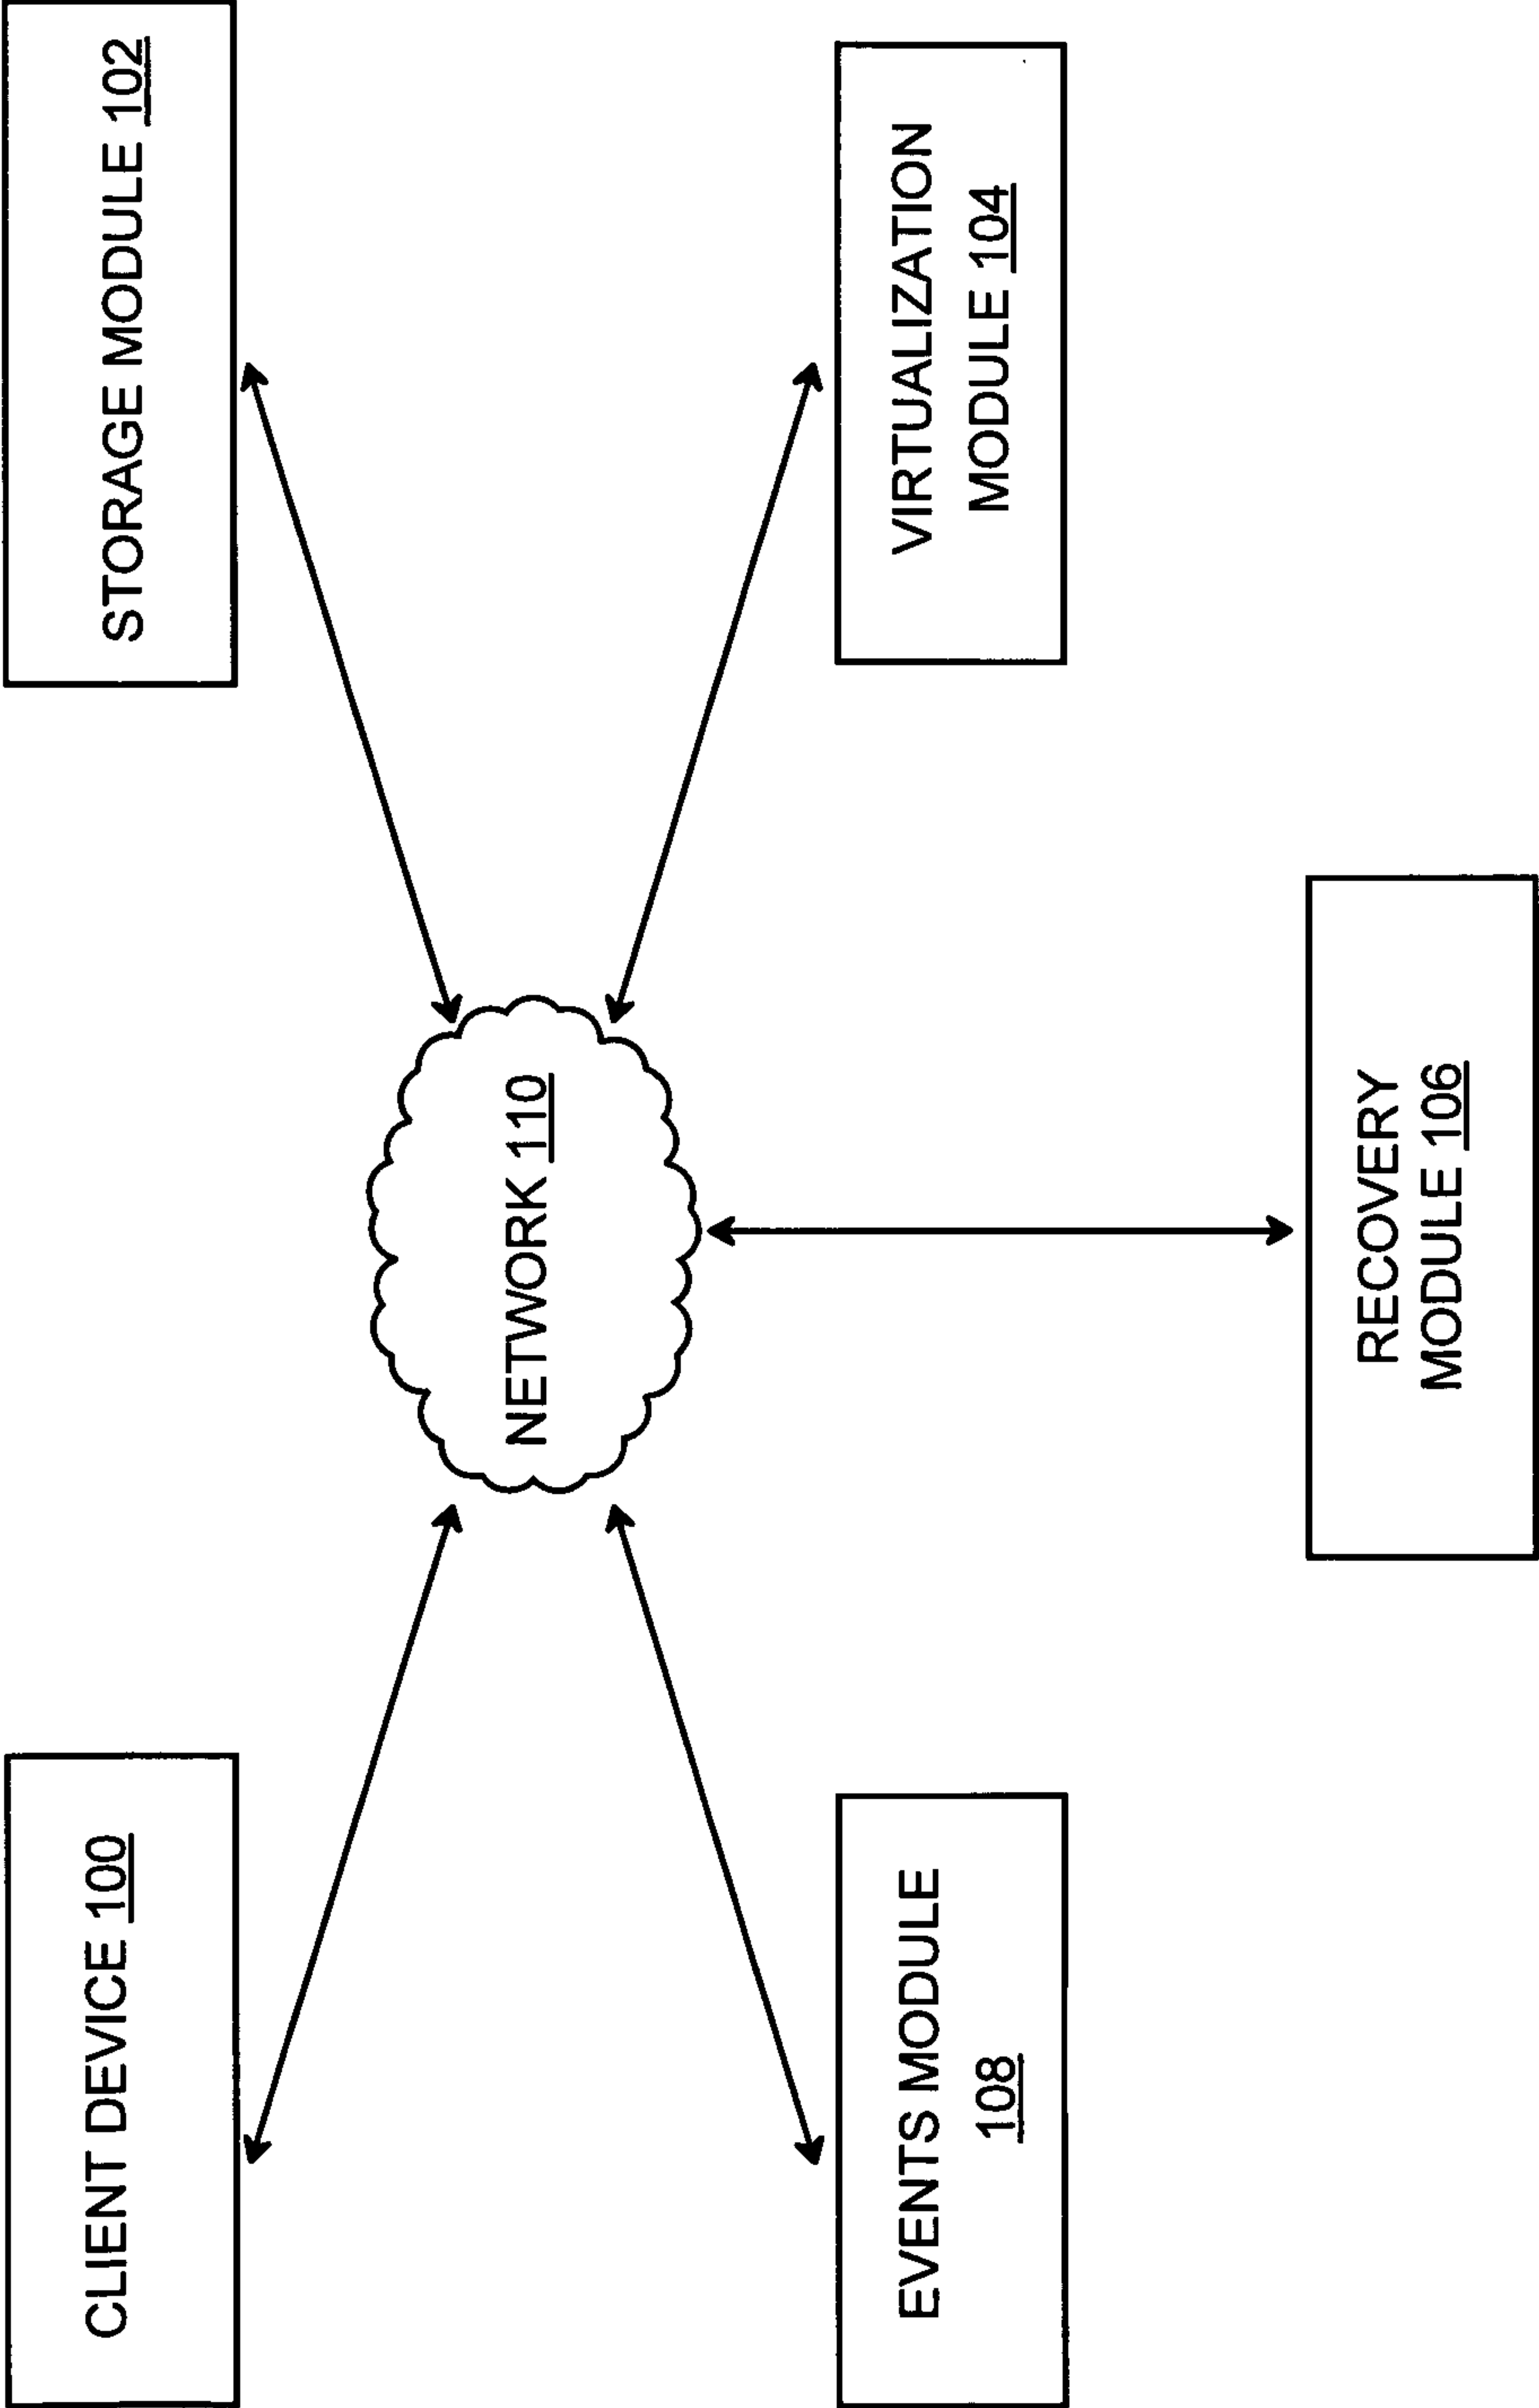 CLIENT DEVICE 100
STORAGE MODULE 102
NETWORK 110
EVENTS MODULE
108
VIRTUALIZATION
MODULE 104
RECOVERY
MODULE 106